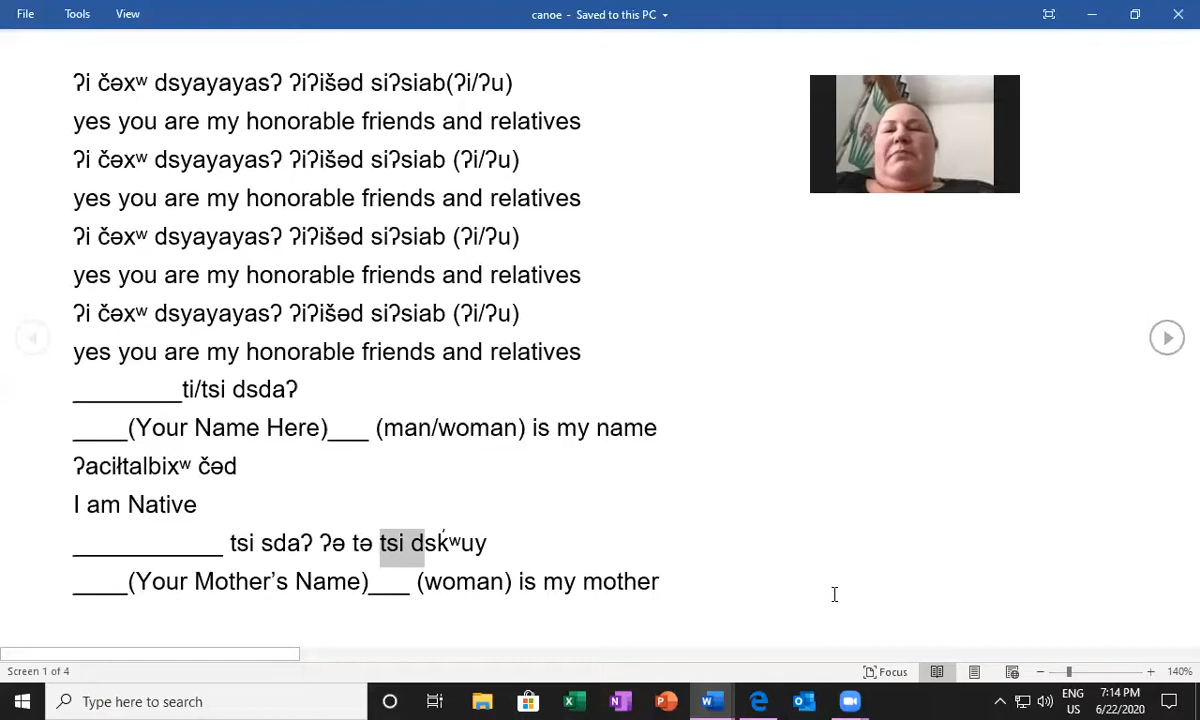 File Tools View canoe - Saved to this PC
ʔi čəxʷ dsyayayasʔ ʔiʔišəd siʔsiab(ʔi/ʔu)
yes you are my honorable friends and relatives
ʔi čəxʷ dsyayayasʔ ʔiʔišəd siʔsiab (ʔi/ʔu)
yes you are my honorable friends and relatives
ʔi čəxʷ dsyayayasʔ ʔiʔišəd siʔsiab (ʔi/ʔu)
yes you are my honorable friends and relatives
ʔi čəxʷ dsyayayasʔ ʔiʔišəd siʔsiab (ʔi/ʔu)
yes you are my honorable friends and relatives
________ti/tsi dsdaʔ
____(Your Name Here)___ (man/woman) is my name
ʔaciłtalbixʷ čəd
I am Native
___________ tsi sdaʔ ʔə tə tsi dsk̓ʷuy
____(Your Mother’s Name)___ (woman) is my mother
Screen 1 of 4 Focus 140%
Type here to search ENG 7:14 PM
US 6/22/2020